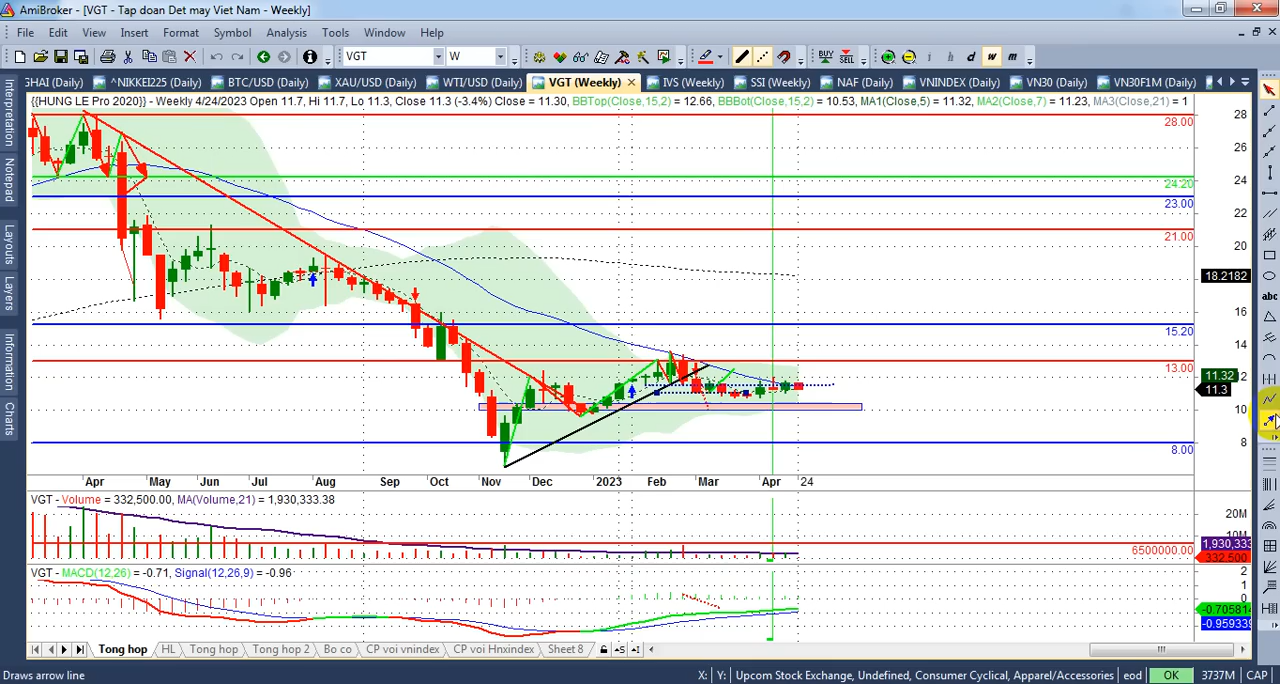 AmiBroker - [VGT - Tap doan Det may Viet Nam - Weekly]
File Edit View Insert Format Symbol Analysis Tools Window Help
VGT W BUY SELL i h d w m
GHAI (Daily) ^NIKKEI225 (Daily) BTC/USD (Daily) XAU/USD (Daily) WTI/USD (Daily) VGT (Weekly) IVS (Weekly) SSI (Weekly) NAF (Daily) VNINDEX (Daily) VN30 (Daily) VN30F1M (Daily)
{{HUNG LE Pro 2020}} - Weekly 4/24/2023 Open 11.7, Hi 11.7, Lo 11.3, Close 11.3 (-3.4%) Close = 11.30, BBTop(Close,15,2) = 12.66, BBBot(Close,15,2) = 10.53, MA1(Close,5) = 11.32, MA2(Close,7) = 11.23, MA3(Close,21) = 1
Interpretation
Notepad
Layouts
Layers
Information
Charts
28.00
24.20
23.00
21.00
15.20
13.00
8.00
28
26
24
22
20
18.2182
16
14
11.32
12
11.3
10
8
abc
Apr May Jun Jul Aug Sep Oct Nov Dec 2023 Feb Mar Apr 24
VGT - Volume = 332,500.00, MA(Volume,21) = 1,930,333.38
20M
10M
1,930,333
6500000.00
332,500
VGT - MACD(12,26) = -0.71, Signal(12,26,9) = -0.96
2
1
0
-0.705814
-0.959339
Tong hop HL Tong hop Tong hop 2 Bo co CP voi vnindex CP voi Hnxindex Sheet 8
Draws arrow line X: Y: Upcom Stock Exchange, Undefined, Consumer Cyclical, Apparel/Accessories eod OK 3737M CAP